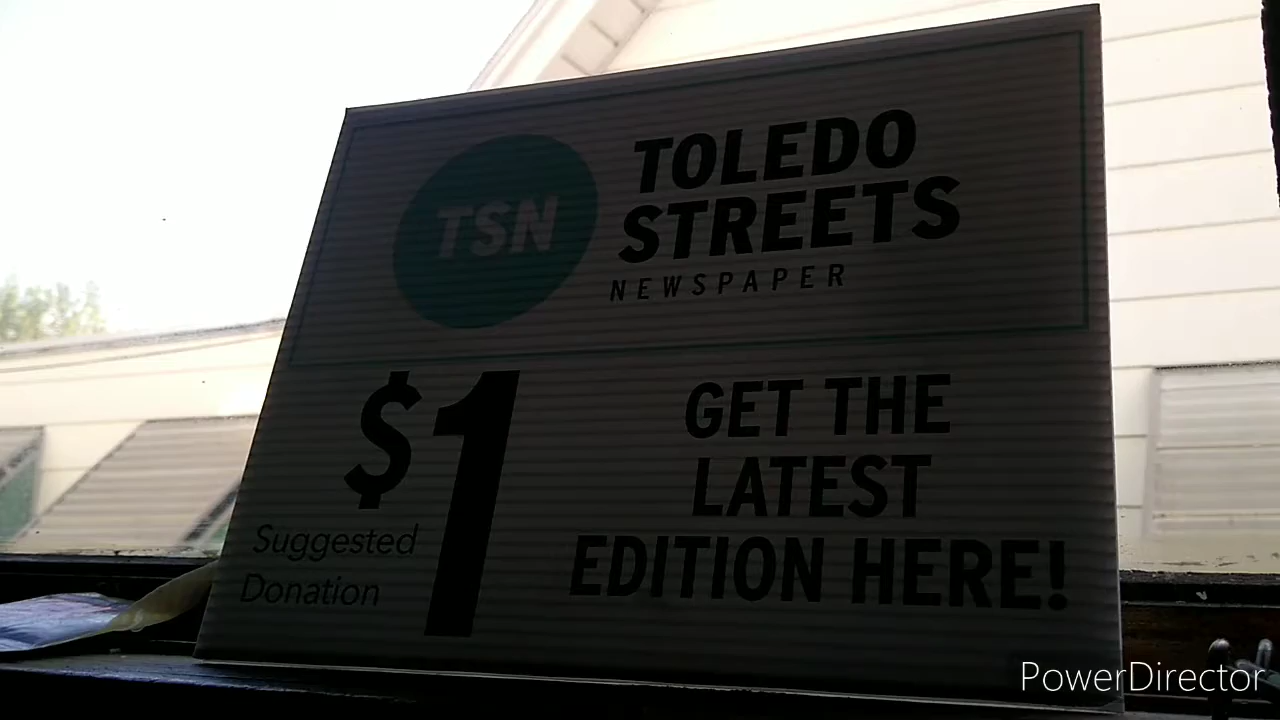 TSN
TOLEDO
STREETS
NEWSPAPER
$1
Suggested
Donation
GET THE
LATEST
EDITION HERE!
PowerDirector